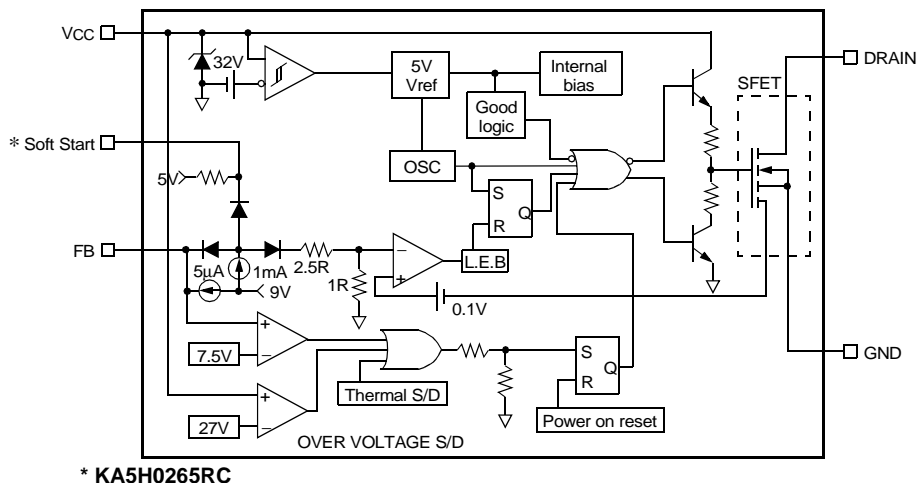 VCC
32V
5V
Vref
Internal
bias
Good
logic
DRAIN
SFET
* Soft Start
5V
OSC
S
R
Q
FB
5μA
1mA
9V
2.5R
1R
−
+
L.E.B
0.1V
+
−
7.5V
Thermal S/D
S
R
Q
GND
+
−
27V
Power on reset
OVER VOLTAGE S/D
* KA5H0265RC